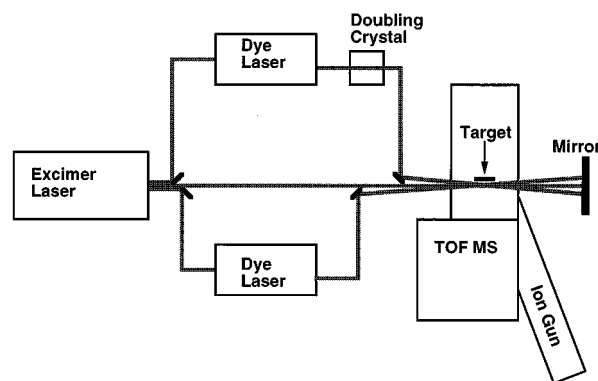 Doubling
Crystal
Dye
Laser
Target
Mirror
Excimer
Laser
TOF MS
Dye
Laser
Ion Gun